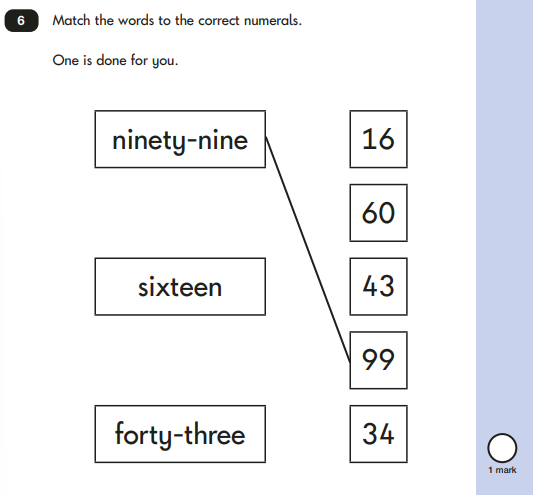 6 Match the words to the correct numerals.
One is done for you.
ninety-nine 16
60
sixteen 43
99
forty-three 34
1 mark